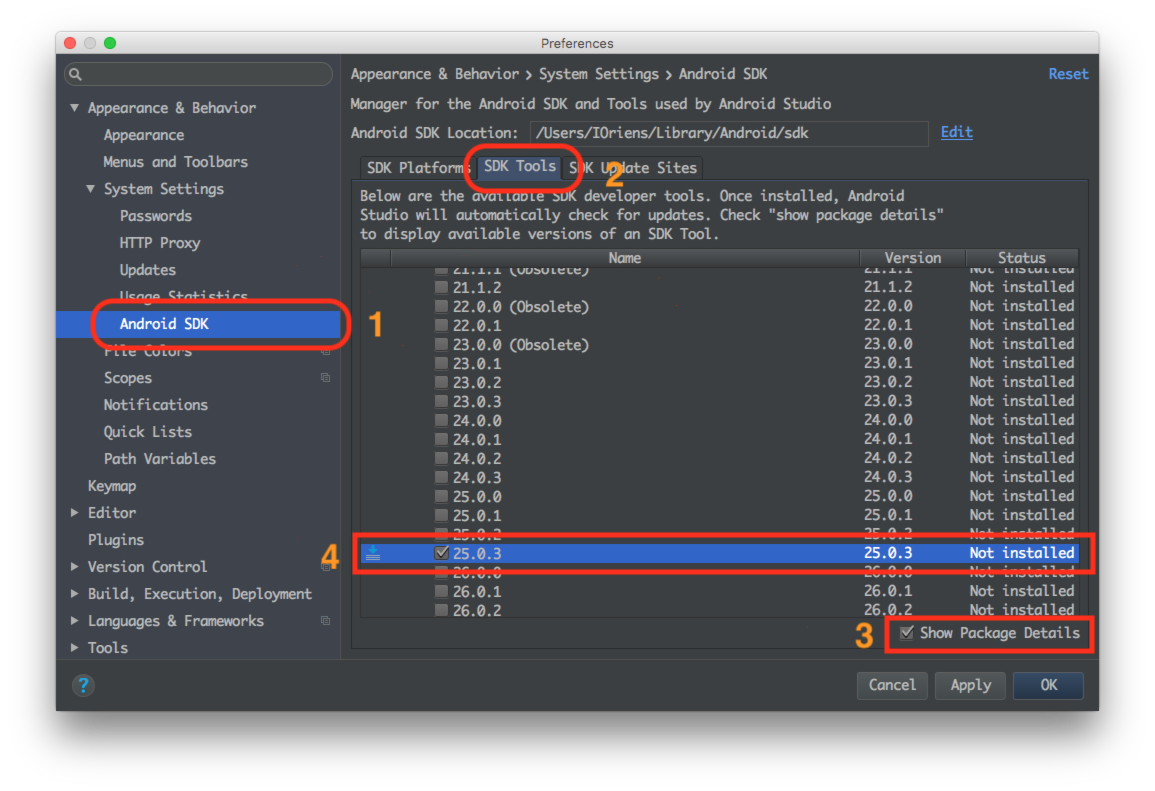 Preferences
Appearance & Behavior
Appearance
Menus and Toolbars
System Settings
Passwords
HTTP Proxy
Updates
Usage Statistics
Android SDK
1
File Colors
Scopes
Notifications
Quick Lists
Path Variables
Keymap
Editor
Plugins
Version Control
Build, Execution, Deployment
Languages & Frameworks
Tools
?
Appearance & Behavior › System Settings › Android SDK
Reset
Manager for the Android SDK and Tools used by Android Studio
Android SDK Location: /Users/IOriens/Library/Android/sdk Edit
SDK Platforms SDK Tools SDK Update Sites
2
Below are the available SDK developer tools. Once installed, Android
Studio will automatically check for updates. Check "show package details"
to display available versions of an SDK Tool.
Name Version Status
21.1.1 (Obsolete) 21.1.1 Not installed
21.1.2 21.1.2 Not installed
22.0.0 (Obsolete) 22.0.0 Not installed
22.0.1 22.0.1 Not installed
23.0.0 (Obsolete) 23.0.0 Not installed
23.0.1 23.0.1 Not installed
23.0.2 23.0.2 Not installed
23.0.3 23.0.3 Not installed
24.0.0 24.0.0 Not installed
24.0.1 24.0.1 Not installed
24.0.2 24.0.2 Not installed
24.0.3 24.0.3 Not installed
25.0.0 25.0.0 Not installed
25.0.1 25.0.1 Not installed
25.0.2 25.0.2 Not installed
4
25.0.3 25.0.3 Not installed
26.0.0 26.0.0 Not installed
26.0.1 26.0.1 Not installed
26.0.2 26.0.2 Not installed
3
Show Package Details
Cancel Apply OK